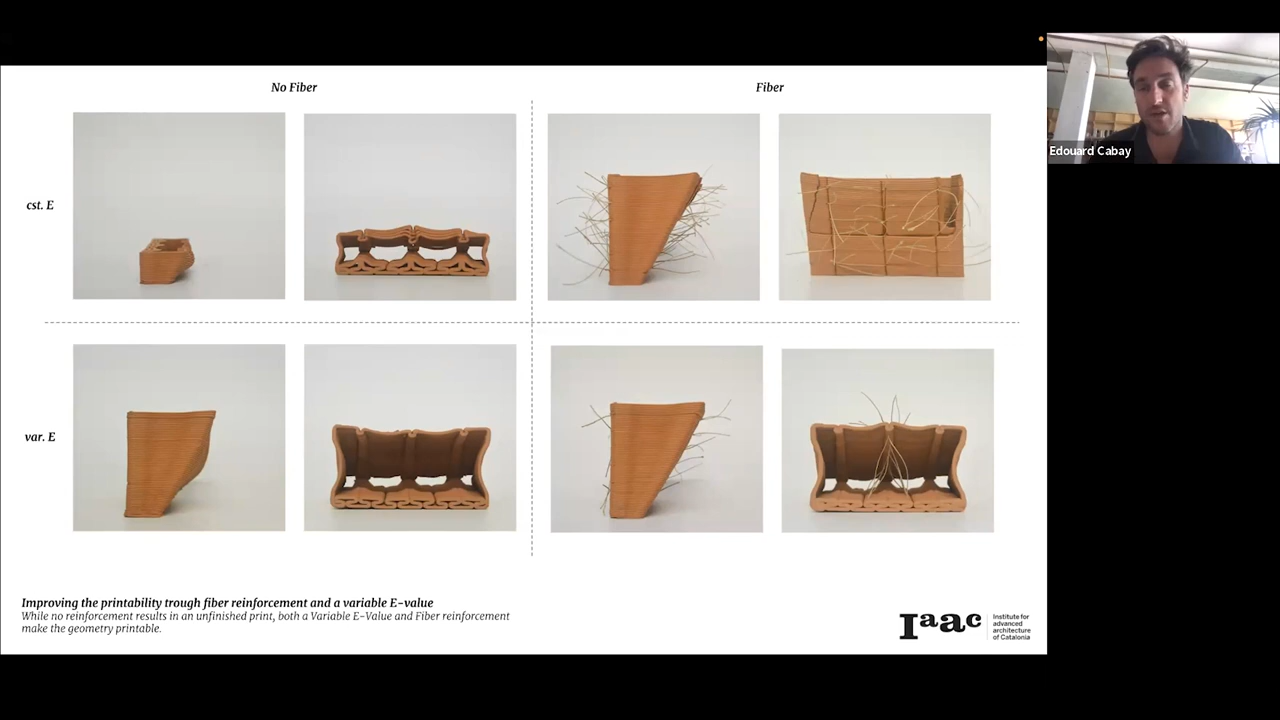 No Fiber
Fiber
Edouard Cabay
cst. E
var. E
Improving the printability trough fiber reinforcement and a variable E-value
While no reinforcement results in an unfinished print, both a Variable E-Value and Fiber reinforcement
make the geometry printable.
Iaac
Institute for
advanced
architecture
of Catalonia